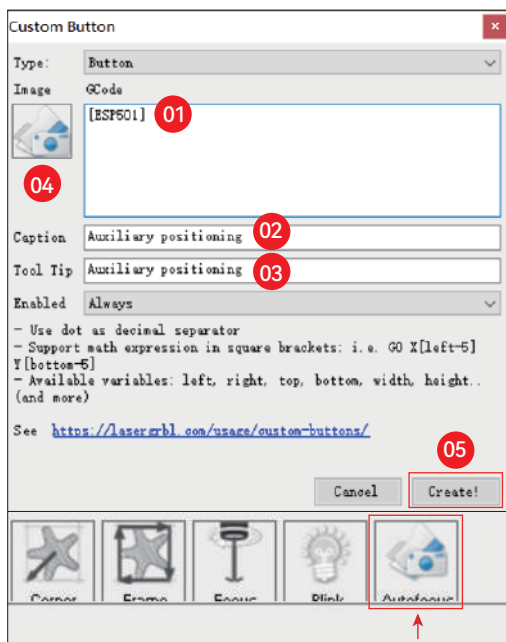 Custom Button
×
Type: Button
Image GCode
[ESP501] 01
04
Caption Auxiliary positioning 02
Tool Tip Auxiliary positioning 03
Enabled Always
- Use dot as decimal separator
- Support math expression in square brackets: i.e. G0 X[left-5]
Y[bottom-5]
- Available variables: left, right, top, bottom, width, height..
(and more)
See https://lasergrbl.com/usage/custom-buttons/
05
Cancel Create!
Corner Frame Focus Blink Autofocus